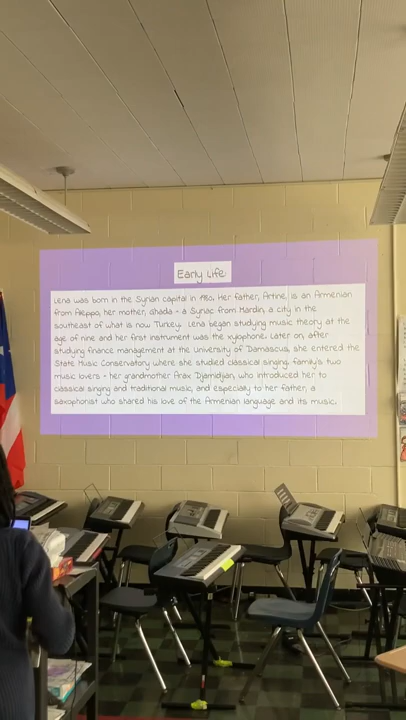 Early Life
Lena was born in the Syrian capital in 1980. Her father, Artine, is an Armenian
from Aleppo; her mother, Ghada - a Syriac from Mardin, a city in the
southeast of what is now Turkey. Lena began studying music theory at the
age of nine and her first instrument was the xylophone. Later on, after
studying finance management at the University of Damascus, she entered the
State Music Conservatory where she studied classical singing. family's two
music lovers - her grandmother Arax Djamidjian, who introduced her to
classical singing and traditional music, and especially to her father, a
saxophonist who shared his love of the Armenian language and its music.